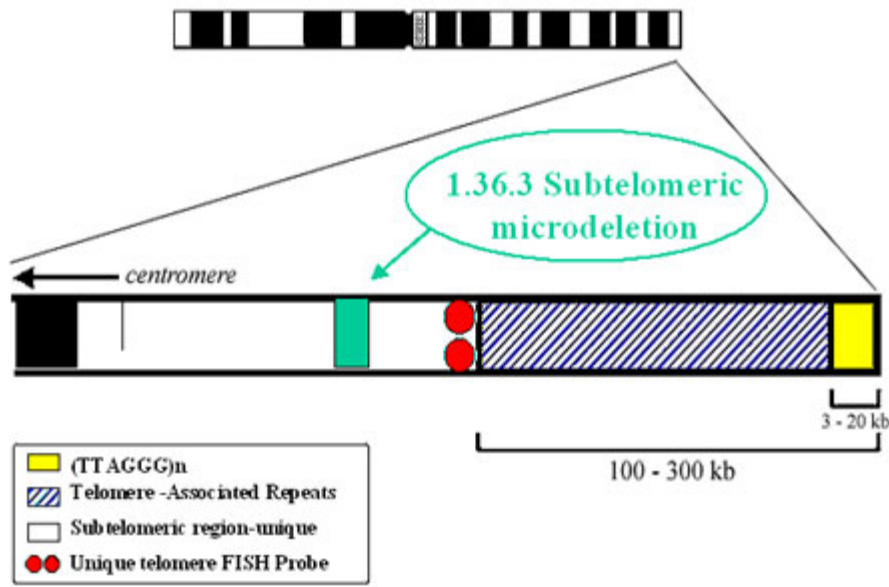 1.36.3 Subtelomeric
microdeletion
centromere
3 - 20 kb
100 - 300 kb
(TTAGGG)n
Telomere -Associated Repeats
Subtelomeric region-unique
Unique telomere FISH Probe